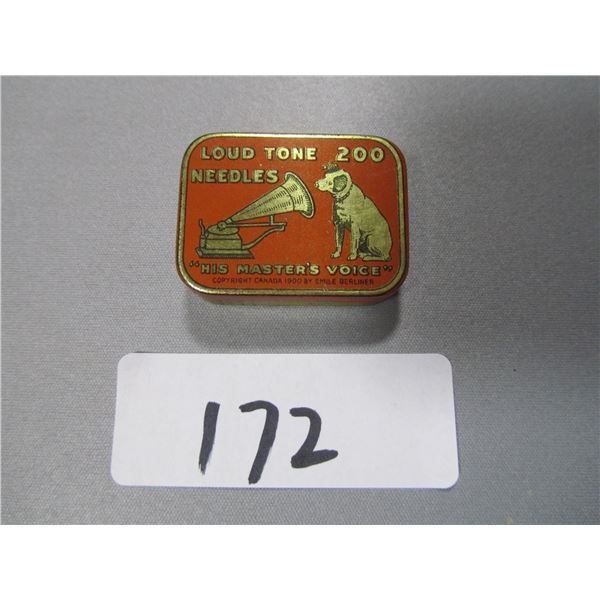 LOUD TONE 200
NEEDLES
"HIS MASTER'S VOICE"
COPYRIGHT CANADA 1900 BY EMILE BERLINER
172